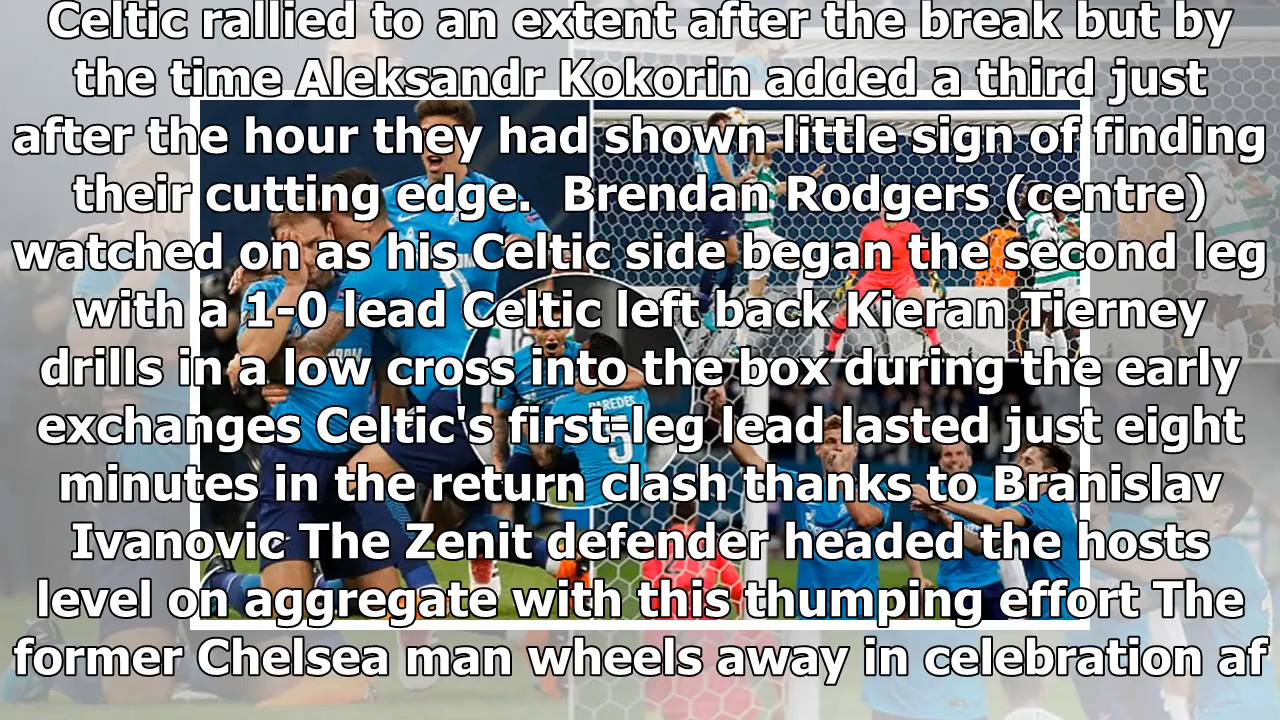 Celtic rallied to an extent after the break but by
the time Aleksandr Kokorin added a third just
after the hour they had shown little sign of finding
their cutting edge.  Brendan Rodgers (centre)
watched on as his Celtic side began the second leg
with a 1-0 lead Celtic left back Kieran Tierney
drills in a low cross into the box during the early
exchanges Celtic's first-leg lead lasted just eight
minutes in the return clash thanks to Branislav
Ivanovic The Zenit defender headed the hosts
level on aggregate with this thumping effort The
former Chelsea man wheels away in celebration af
PAREDES
5